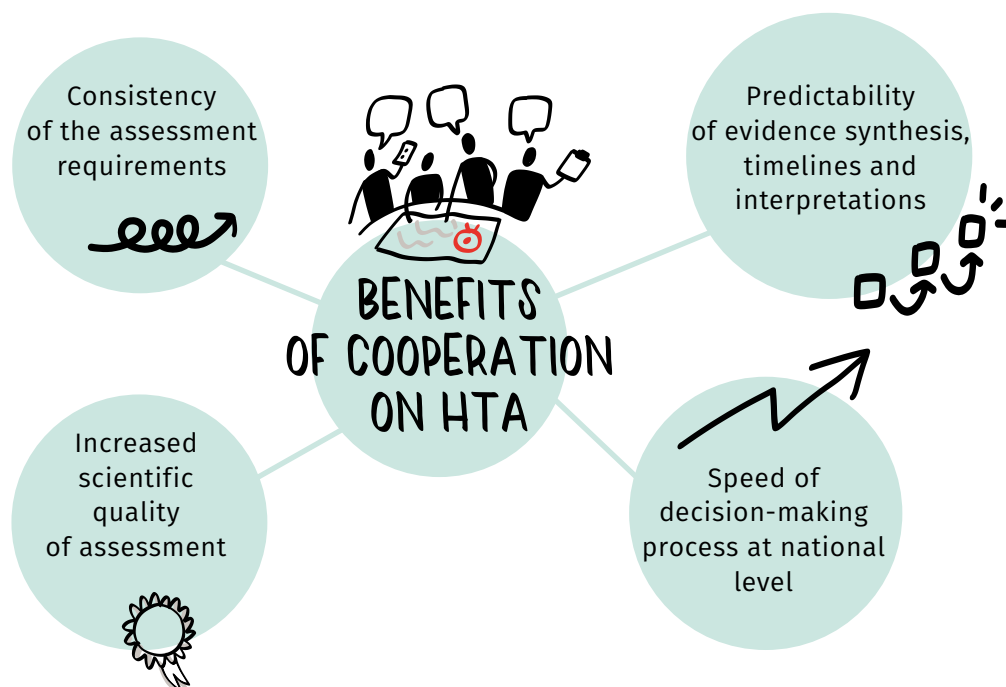 Consistency
of the assessment
requirements
Predictability
of evidence synthesis,
timelines and
interpretations
BENEFITS
OF COOPERATION
ON HTA
Increased
scientific
quality
of assessment
Speed of
decision-making
process at national
level